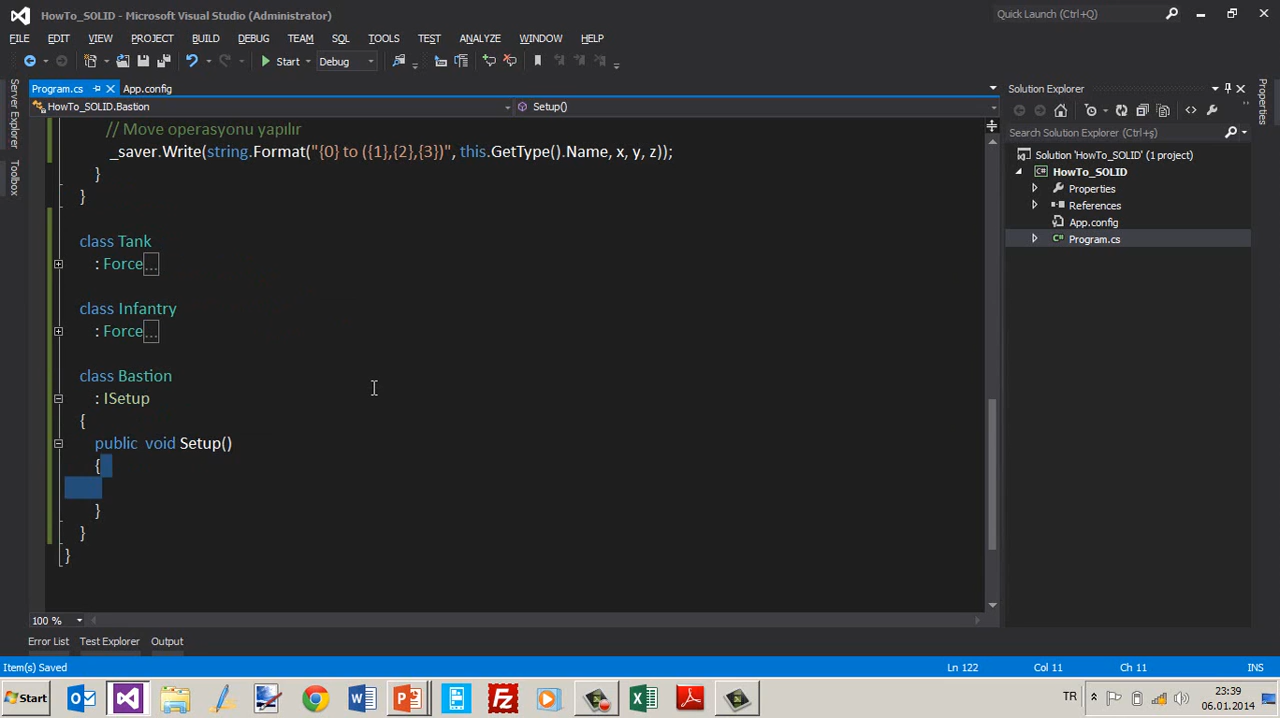 HowTo_SOLID - Microsoft Visual Studio (Administrator)
Quick Launch (Ctrl+Q)
FILE EDIT VIEW PROJECT BUILD DEBUG TEAM SQL TOOLS TEST ANALYZE WINDOW HELP
Start Debug
Program.cs App.config
HowTo_SOLID.Bastion Setup()
// Move operasyonu yapılır
_saver.Write(string.Format("{0} to ({1},{2},{3})", this.GetType().Name, x, y, z));
}
}
class Tank
: Force...
class Infantry
: Force...
class Bastion
: ISetup
{
public void Setup()
{
}
}
}
100 %
Server Explorer
Toolbox
Solution Explorer
Search Solution Explorer (Ctrl+ş)
Solution 'HowTo_SOLID' (1 project)
HowTo_SOLID
Properties
References
App.config
Program.cs
Properties
Error List Test Explorer Output
Item(s) Saved Ln 122 Col 11 Ch 11 INS
Start TR 23:39
06.01.2014